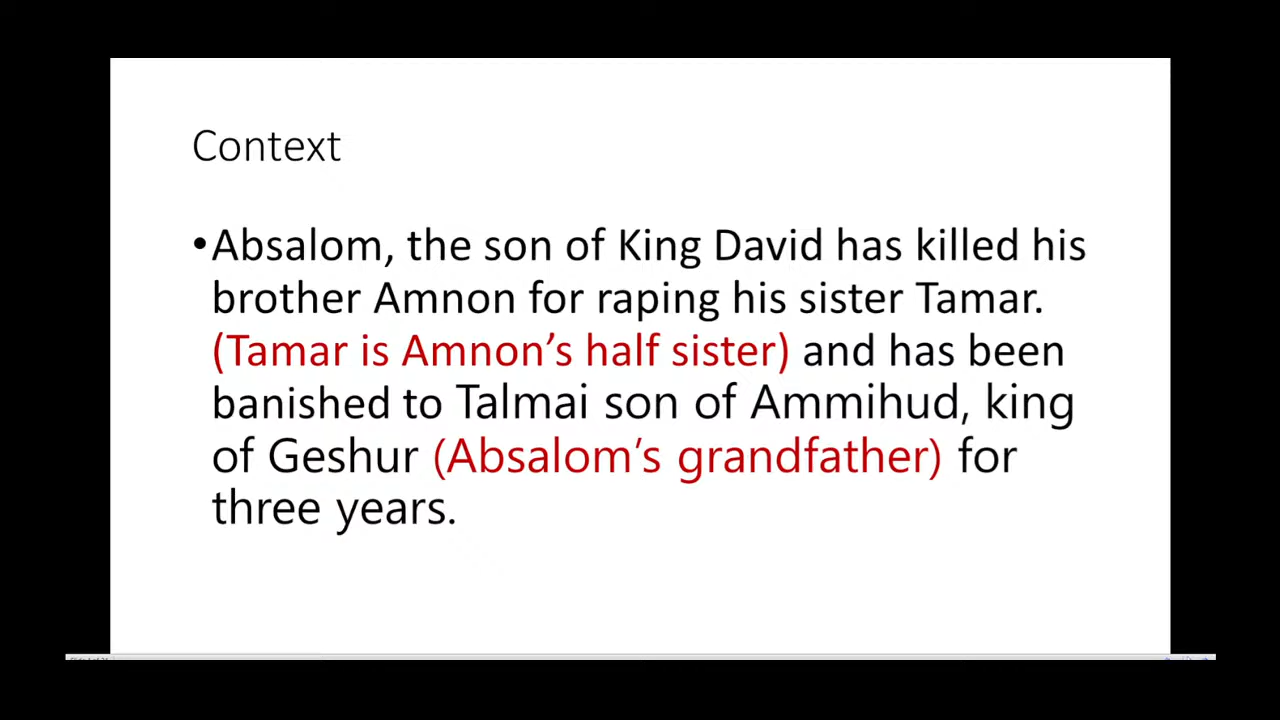 Context
•Absalom, the son of King David has killed his
brother Amnon for raping his sister Tamar.
(Tamar is Amnon’s half sister) and has been
banished to Talmai son of Ammihud, king
of Geshur (Absalom’s grandfather) for
three years.